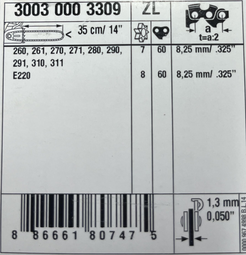 3003 000 3309 ZL
35 cm/ 14"
a
t=a:2
260, 261, 270, 271, 280, 290, 7 60 8,25 mm/ .325"
291, 310, 311
E220 8 60 8,25 mm/ .325"
1,3 mm
0,050"
8 86661 80747 5